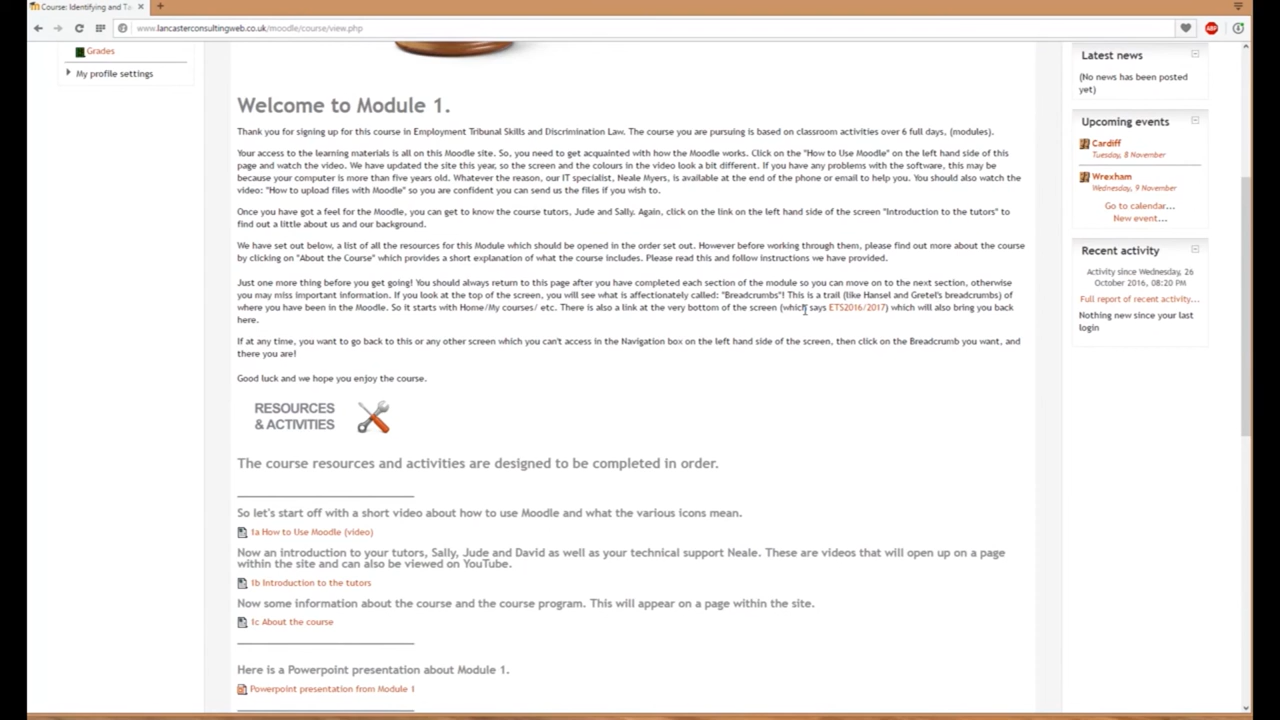 Course: Identifying and Ta
www.lancasterconsultingweb.co.uk/moodle/course/view.php
ABP
Grades
My profile settings
Welcome to Module 1.
Thank you for signing up for this course in Employment Tribunal Skills and Discrimination Law. The course you are pursuing is based on classroom activities over 6 full days, (modules).
Your access to the learning materials is all on this Moodle site. So, you need to get acquainted with how the Moodle works. Click on the "How to Use Moodle" on the left hand side of this
page and watch the video. We have updated the site this year, so the screen and the colours in the video look a bit different. If you have any problems with the software, this may be
because your computer is more than five years old. Whatever the reason, our IT specialist, Neale Myers, is available at the end of the phone or email to help you. You should also watch the
video: "How to upload files with Moodle" so you are confident you can send us the files if you wish to.
Once you have got a feel for the Moodle, you can get to know the course tutors, Jude and Sally. Again, click on the link on the left hand side of the screen "Introduction to the tutors" to
find out a little about us and our background.
We have set out below, a list of all the resources for this Module which should be opened in the order set out. However before working through them, please find out more about the course
by clicking on "About the Course" which provides a short explanation of what the course includes. Please read this and follow instructions we have provided.
Just one more thing before you get going! You should always return to this page after you have completed each section of the module so you can move on to the next section, otherwise
you may miss important information. If you look at the top of the screen, you will see what is affectionately called: "Breadcrumbs"! This is a trail (like Hansel and Gretel's breadcrumbs) of
where you have been in the Moodle. So it starts with Home/My courses/ etc. There is also a link at the very bottom of the screen (which says ETS2016/2017) which will also bring you back
here.
If at any time, you want to go back to this or any other screen which you can't access in the Navigation box on the left hand side of the screen, then click on the Breadcrumb you want, and
there you are!
Good luck and we hope you enjoy the course.
RESOURCES
& ACTIVITIES
The course resources and activities are designed to be completed in order.
So let's start off with a short video about how to use Moodle and what the various icons mean.
1a How to Use Moodle (video)
Now an introduction to your tutors, Sally, Jude and David as well as your technical support Neale. These are videos that will open up on a page
within the site and can also be viewed on YouTube.
1b Introduction to the tutors
Now some information about the course and the course program. This will appear on a page within the site.
1c About the course
Here is a Powerpoint presentation about Module 1.
Powerpoint presentation from Module 1
Latest news
(No news has been posted
yet)
Upcoming events
Cardiff
Tuesday, 8 November
Wrexham
Wednesday, 9 November
Go to calendar...
New event...
Recent activity
Activity since Wednesday, 26
October 2016, 08:20 PM
Full report of recent activity...
Nothing new since your last
login